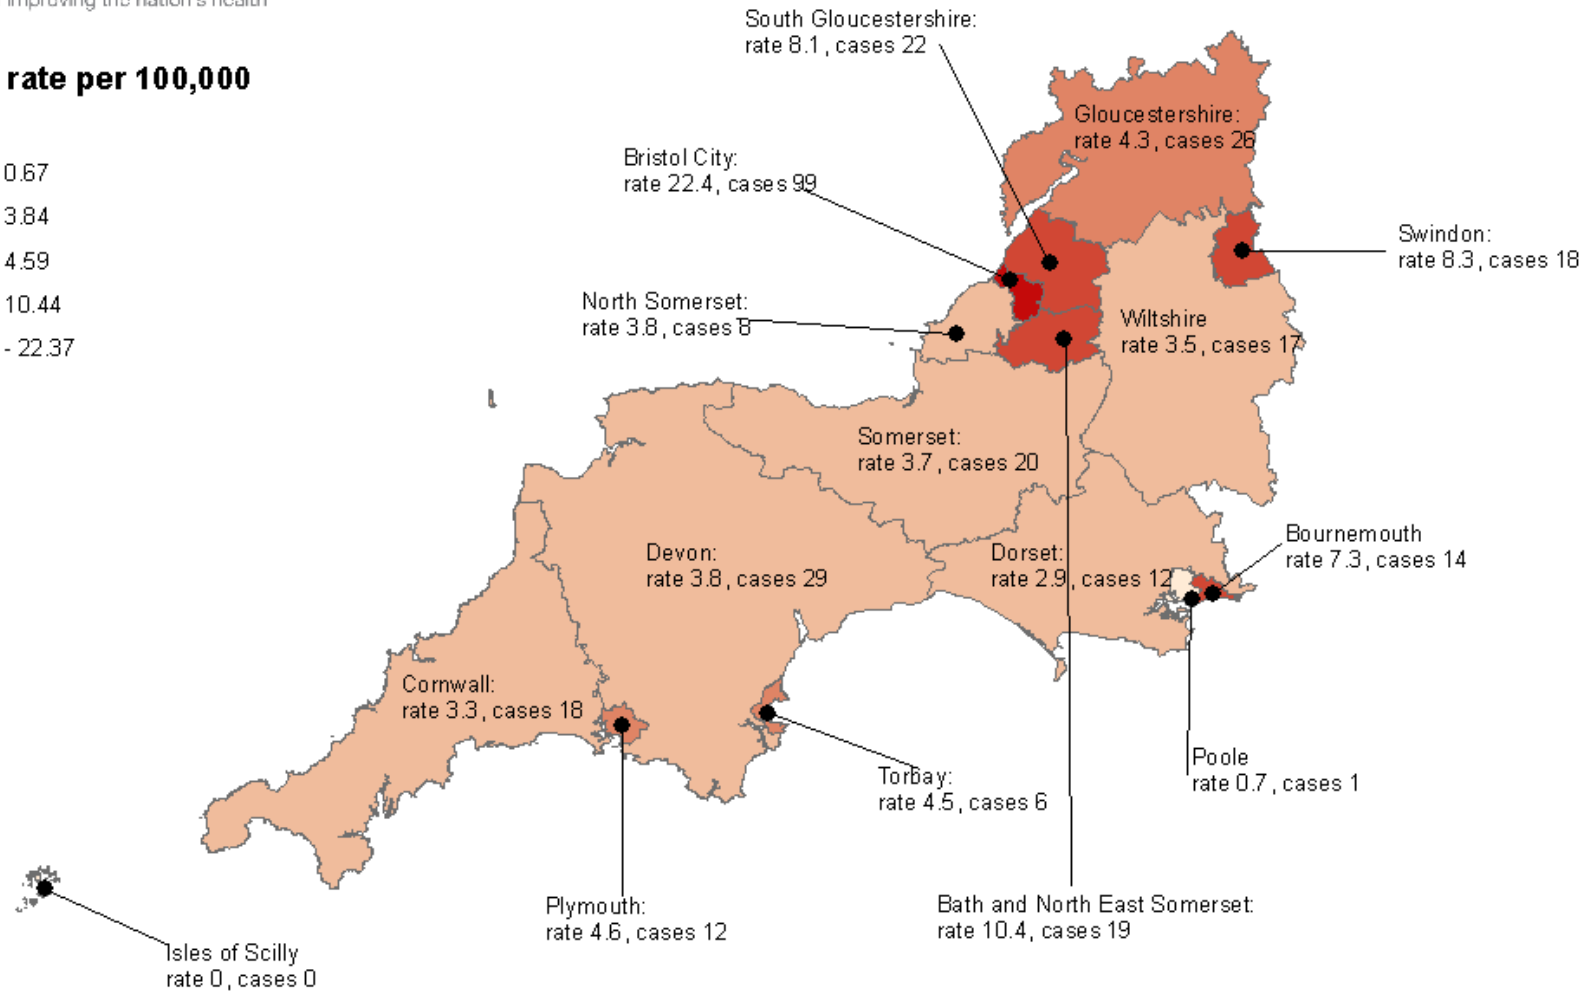 improving the nation's health
rate per 100,000
0.67
3.84
4.59
10.44
- 22.37
South Gloucestershire:
rate 8.1, cases 22
Gloucestershire:
rate 4.3, cases 26
Bristol City:
rate 22.4, cases 99
Swindon:
rate 8.3, cases 18
North Somerset:
rate 3.8, cases 8
Wiltshire
rate 3.5, cases 17
Somerset:
rate 3.7, cases 20
Bournemouth
rate 7.3, cases 14
Devon:
rate 3.8, cases 29
Dorset:
rate 2.9, cases 12
Cornwall:
rate 3.3, cases 18
Torbay:
rate 4.5, cases 6
Poole
rate 0.7, cases 1
Plymouth:
rate 4.6, cases 12
Bath and North East Somerset:
rate 10.4, cases 19
Isles of Scilly
rate 0, cases 0